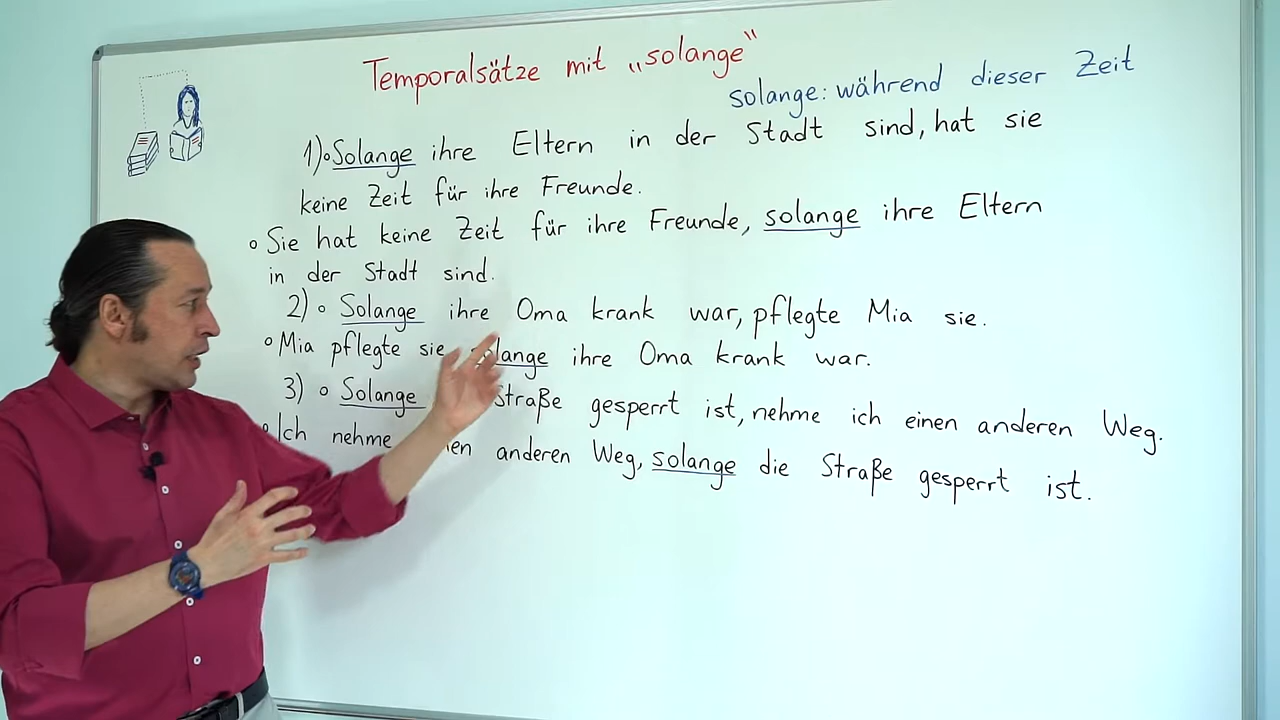 Temporalsätze mit „solange“
solange: während dieser Zeit
1) Solange ihre Eltern in der Stadt sind, hat sie
keine Zeit für ihre Freunde.
Sie hat keine Zeit für ihre Freunde, solange ihre Eltern
in der Stadt sind.
2) Solange ihre Oma krank war, pflegte Mia sie.
Mia pflegte sie, solange ihre Oma krank war.
3) Solange Straße gesperrt ist, nehme ich einen anderen Weg.
Ich nehme anderen Weg, solange die Straße gesperrt ist.